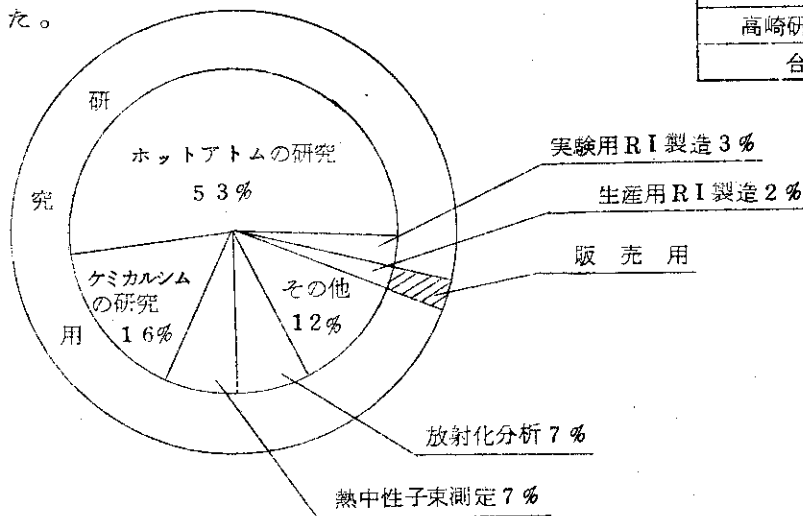 た。
高崎研
合
研
究
用
ホットアトムの研究
53%
実験用RI製造3%
生産用RI製造2%
販売用
ケミカルシム
の研究
16%
その他
12%
放射化分析7%
熱中性子束測定7%